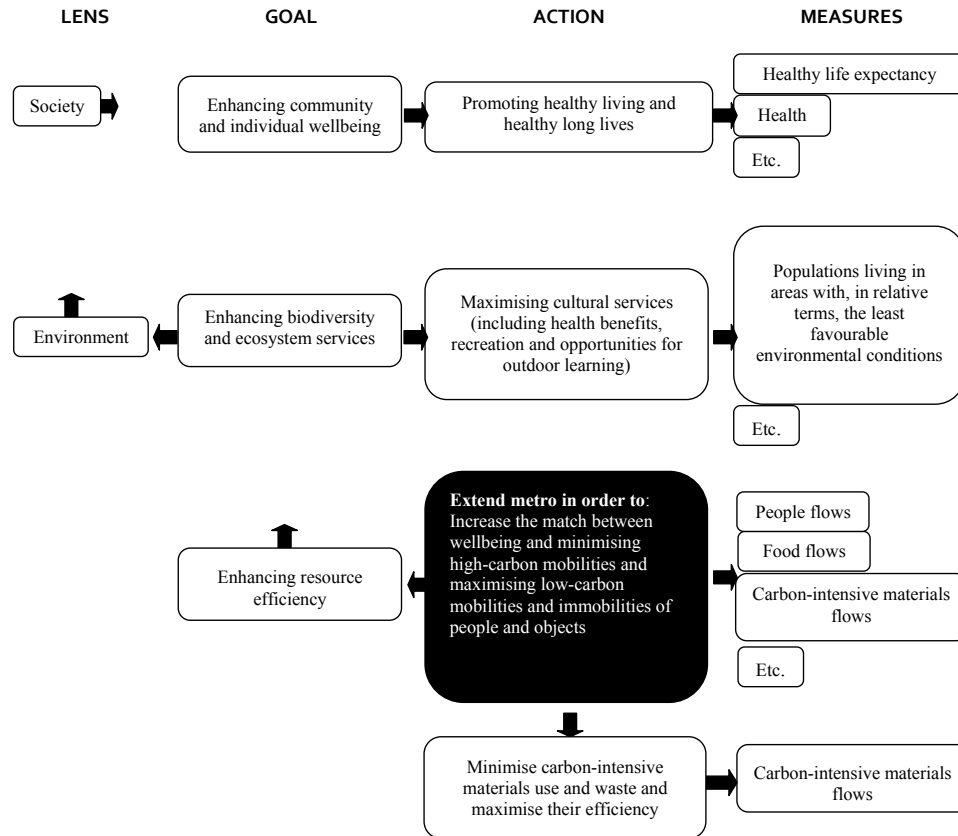 LENS
GOAL
ACTION
MEASURES
Society
Enhancing community
and individual wellbeing
Promoting healthy living and
healthy long lives
Healthy life expectancy
Health
Etc.
Environment
Enhancing biodiversity
and ecosystem services
Maximising cultural services
(including health benefits,
recreation and opportunities for
outdoor learning)
Populations living in
areas with, in relative
terms, the least
favourable
environmental conditions
Etc.
Enhancing resource
efficiency
Extend metro in order to:
Increase the match between
wellbeing and minimising
high-carbon mobilities and
maximising low-carbon
mobilities and immobilities of
people and objects
People flows
Food flows
Carbon-intensive materials
flows
Etc.
Minimise carbon-intensive
materials use and waste and
maximise their efficiency
Carbon-intensive materials
flows